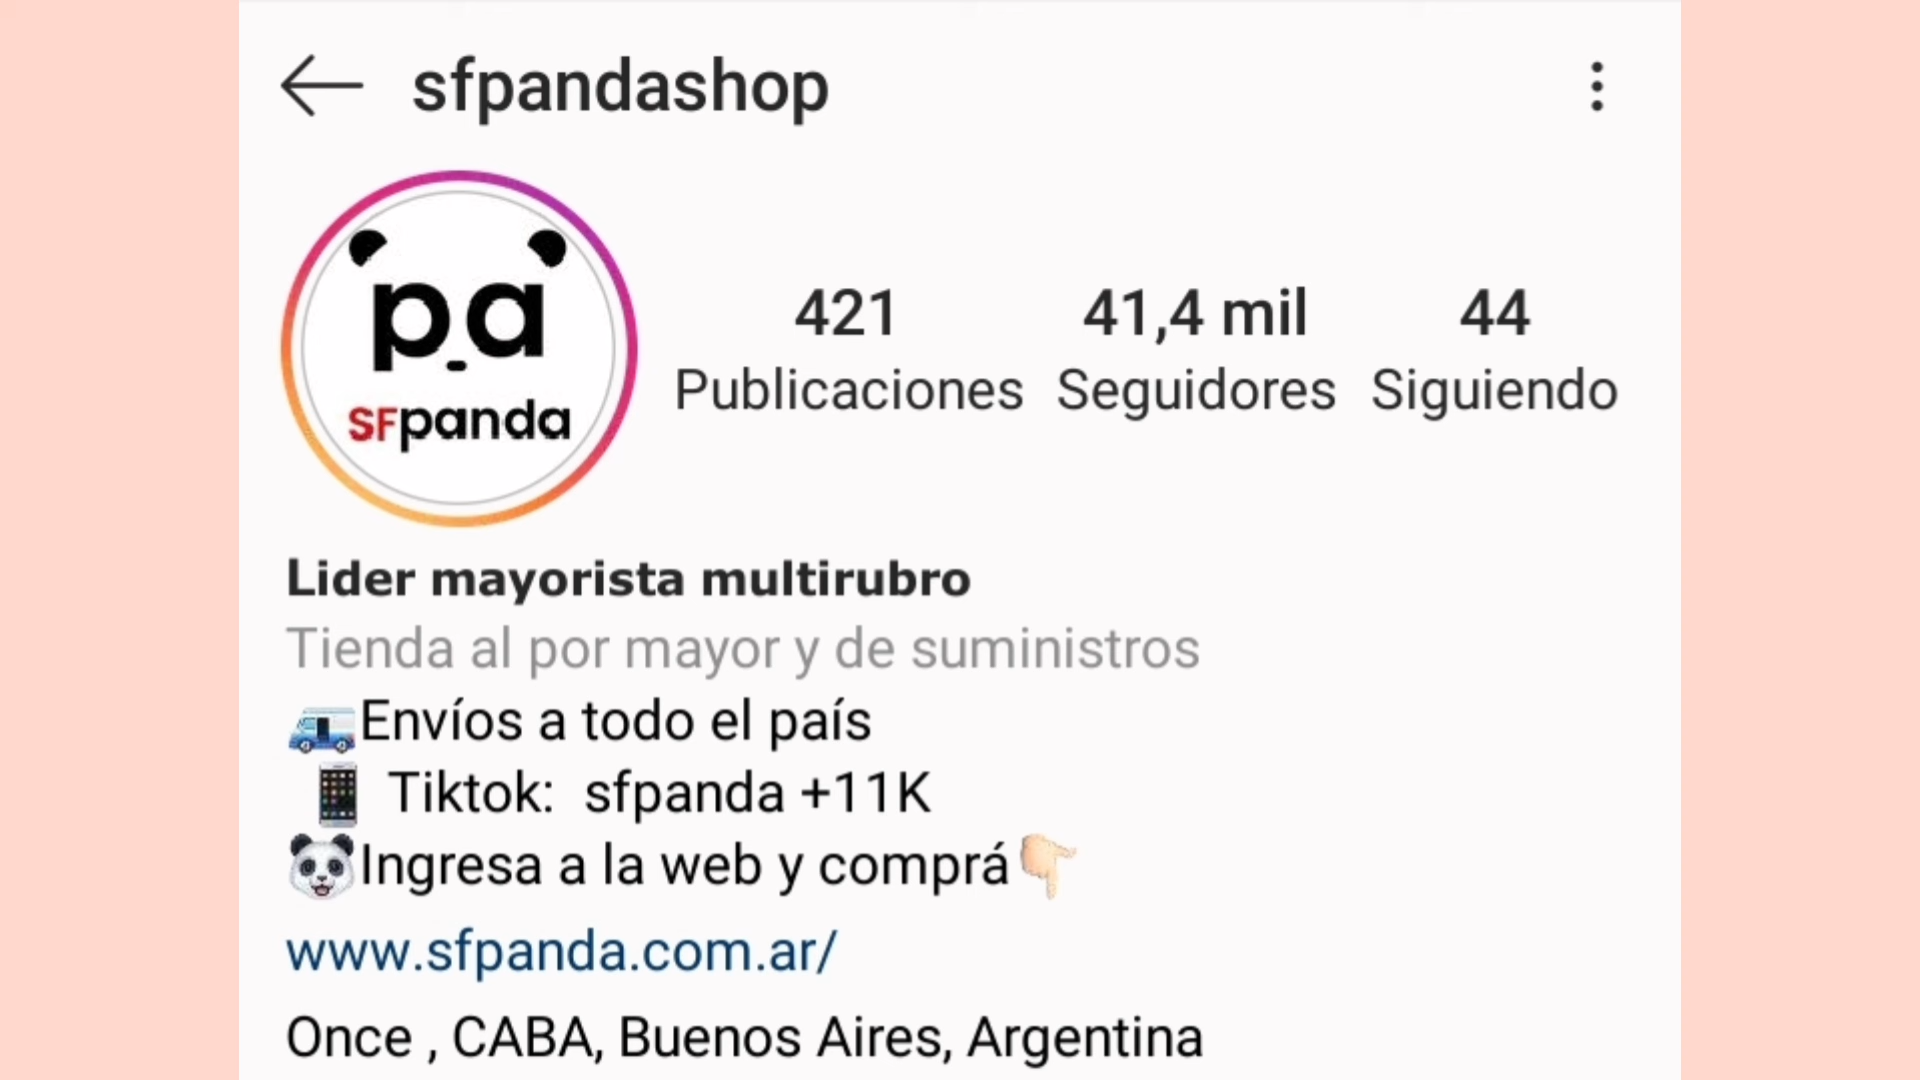 sfpandashop
pa
SFpanda
421
41,4 mil
44
Publicaciones
Seguidores
Siguiendo
Lider mayorista multirubro
Tienda al por mayor y de suministros
Envíos a todo el país
Tiktok: sfpanda +11K
Ingresa a la web y comprá
www.sfpanda.com.ar/
Once , CABA, Buenos Aires, Argentina